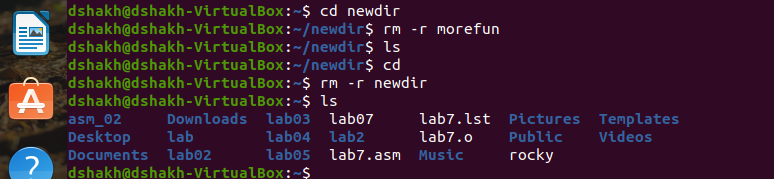 dshakh@dshakh-VirtualBox:~$ cd newdir
dshakh@dshakh-VirtualBox:~/newdir$ rm -r morefun
dshakh@dshakh-VirtualBox:~/newdir$ ls
dshakh@dshakh-VirtualBox:~/newdir$ cd
dshakh@dshakh-VirtualBox:~$ rm -r newdir
dshakh@dshakh-VirtualBox:~$ ls
asm_02 Downloads lab03 lab07 lab7.lst Pictures Templates
Desktop lab lab04 lab2 lab7.o Public Videos
Documents lab02 lab05 lab7.asm Music rocky
dshakh@dshakh-VirtualBox:~$